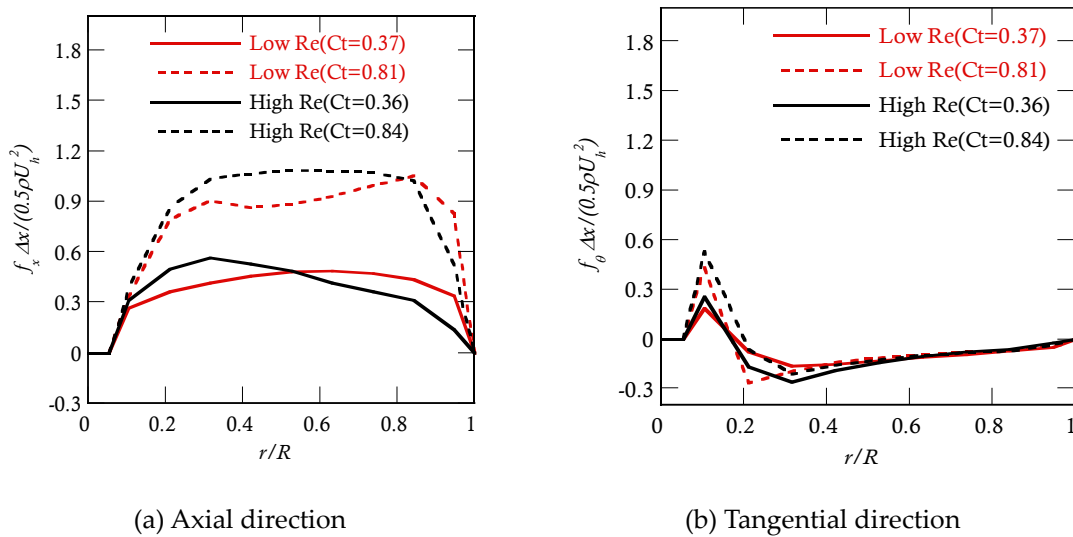 1.8
1.5
1.2
0.9
0.6
0.3
0
-0.3
0 0.2 0.4 0.6 0.8 1
f_x Δx/(0.5ρU_h^2)
r/R
Low Re(Ct=0.37)
Low Re(Ct=0.81)
High Re(Ct=0.36)
High Re(Ct=0.84)
(a) Axial direction
1.8
1.5
1.2
0.9
0.6
0.3
0
-0.3
0 0.2 0.4 0.6 0.8 1
f_θ Δx/(0.5ρU_h^2)
r/R
Low Re(Ct=0.37)
Low Re(Ct=0.81)
High Re(Ct=0.36)
High Re(Ct=0.84)
(b) Tangential direction